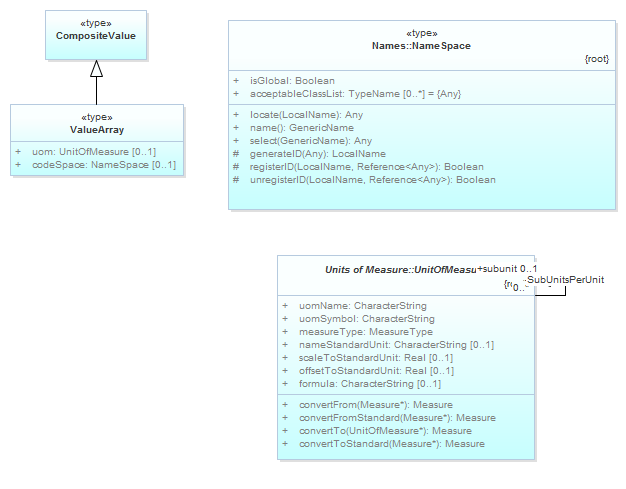 «type»
CompositeValue
«type»
ValueArray
+ uom: UnitOfMeasure [0..1]
+ codeSpace: NameSpace [0..1]
«type»
Names::NameSpace
{root}
+ isGlobal: Boolean
+ acceptableClassList: TypeName [0..*] = {Any}
+ locate(LocalName): Any
+ name(): GenericName
+ select(GenericName): Any
# generateID(Any): LocalName
# registerID(LocalName, Reference<Any>): Boolean
# unregisterID(LocalName, Reference<Any>): Boolean
Units of Measure::UnitOfMeasu
+subunit 0..1
SubUnitsPerUnit
+ uomName: CharacterString
+ uomSymbol: CharacterString
+ measureType: MeasureType
+ nameStandardUnit: CharacterString [0..1]
+ scaleToStandardUnit: Real [0..1]
+ offsetToStandardUnit: Real [0..1]
+ formula: CharacterString [0..1]
+ convertFrom(Measure*): Measure
+ convertFromStandard(Measure*): Measure
+ convertTo(UnitOfMeasure*): Measure
+ convertToStandard(Measure*): Measure